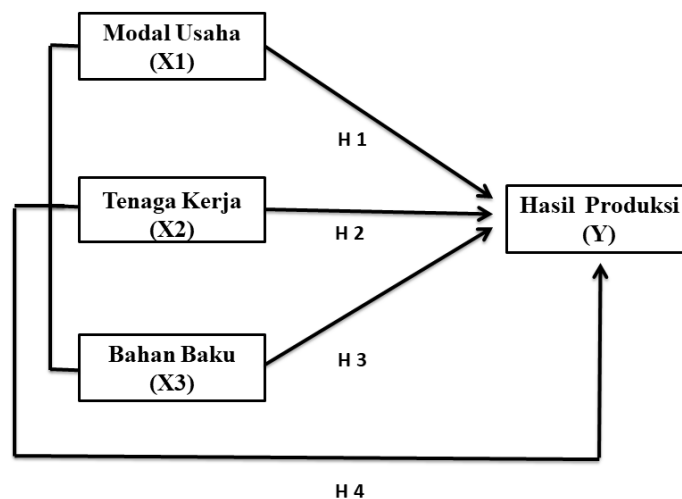 Modal Usaha
(X1)
H 1
Tenaga Kerja
(X2)
H 2
Hasil Produksi
(Y)
Bahan Baku
(X3)
H 3
H 4